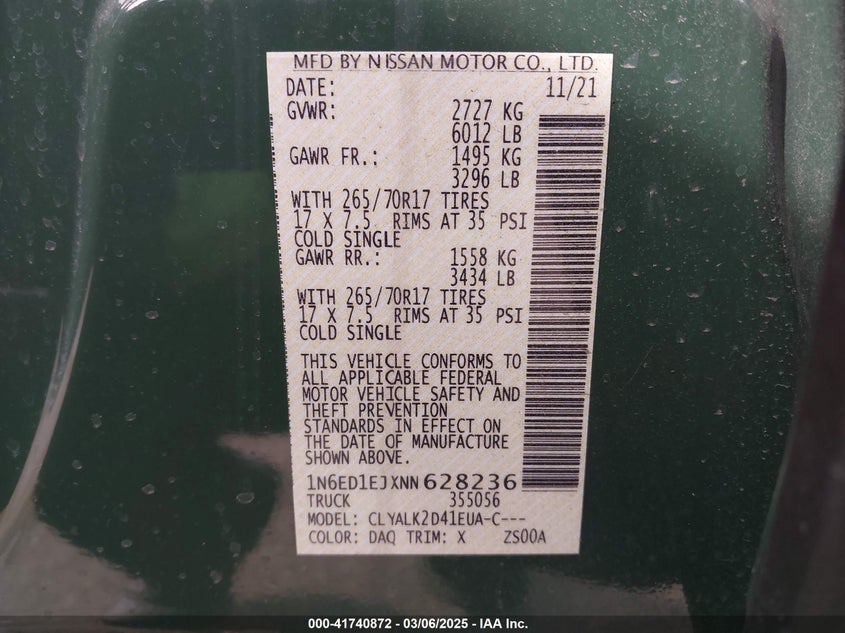 MFD BY NISSAN MOTOR CO., LTD.
DATE: 11/21
GVWR: 2727 KG
6012 LB
GAWR FR.: 1495 KG
3296 LB
WITH 265/70R17 TIRES
17 X 7.5 RIMS AT 35 PSI
COLD SINGLE
GAWR RR.: 1558 KG
3434 LB
WITH 265/70R17 TIRES
17 X 7.5 RIMS AT 35 PSI
COLD SINGLE
THIS VEHICLE CONFORMS TO
ALL APPLICABLE FEDERAL
MOTOR VEHICLE SAFETY AND
THEFT PREVENTION
STANDARDS IN EFFECT ON
THE DATE OF MANUFACTURE
SHOWN ABOVE.
1N6ED1EJXNN628236
TRUCK 355056
MODEL: CLYALK2D41EUA-C---
COLOR: DAQ TRIM: X ZS00A
000-41740872 — 03/06/2025 — IAA Inc.